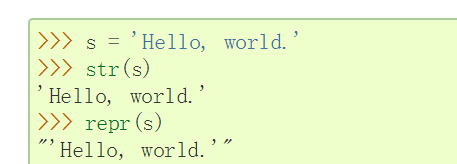 >>> s = 'Hello, world.'
>>> str(s)
'Hello, world.'
>>> repr(s)
"'Hello, world.'"